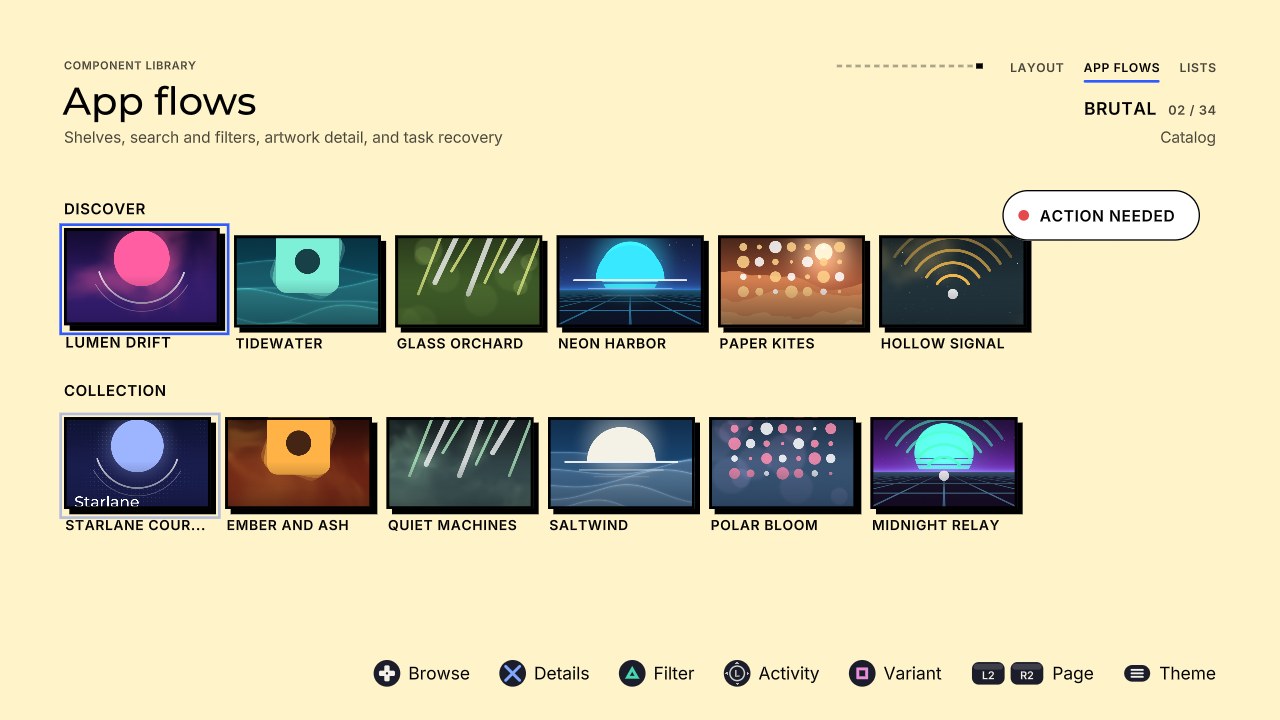 COMPONENT LIBRARY
LAYOUT APP FLOWS LISTS
App flows
BRUTAL 02 / 34
Shelves, search and filters, artwork detail, and task recovery
Catalog
DISCOVER
ACTION NEEDED
LUMEN DRIFT TIDEWATER GLASS ORCHARD NEON HARBOR PAPER KITES HOLLOW SIGNAL
COLLECTION
Starlane
STARLANE COUR... EMBER AND ASH QUIET MACHINES SALTWIND POLAR BLOOM MIDNIGHT RELAY
Browse Details Filter L Activity Variant L2 R2 Page Theme